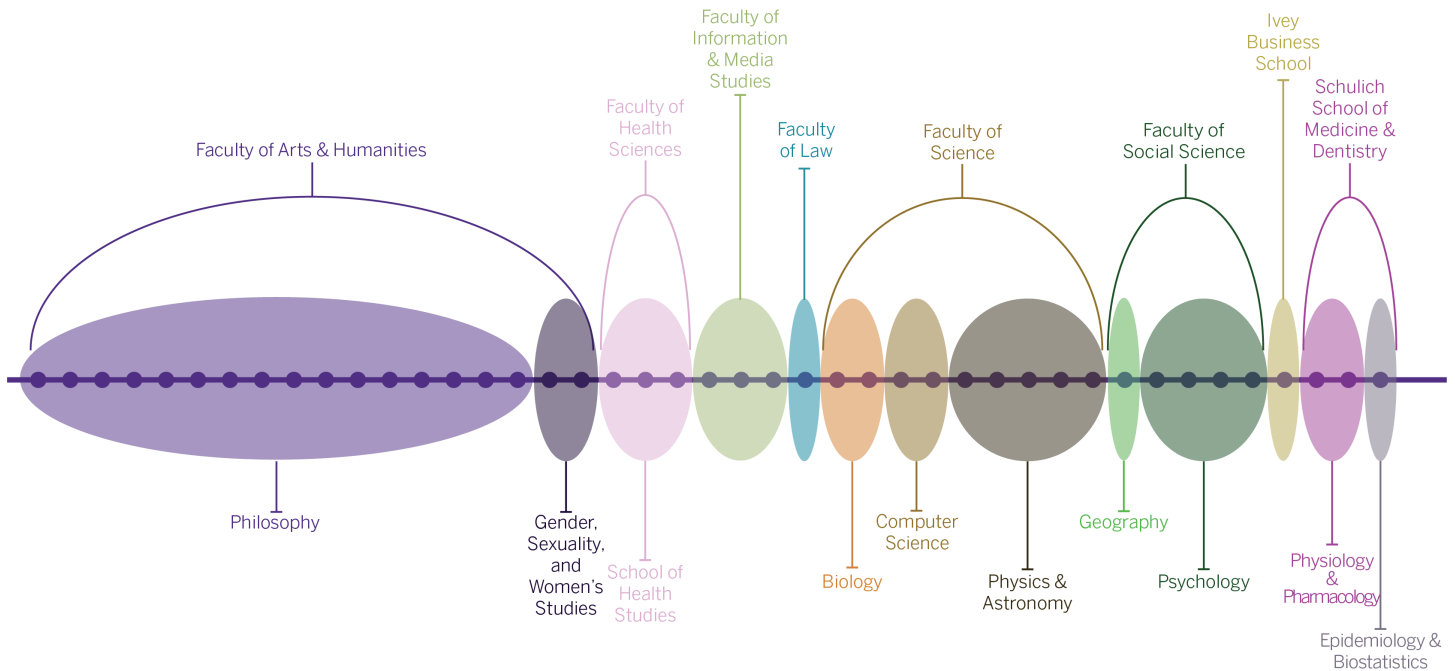 Faculty of Arts & Humanities
Faculty of
Health
Sciences
Faculty of
Information
& Media
Studies
Faculty
of Law
Faculty of
Science
Faculty of
Social Science
Ivey
Business
School
Schulich
School of
Medicine &
Dentistry
Philosophy
Gender,
Sexuality,
and
Women's
Studies
School of
Health
Studies
Biology
Computer
Science
Physics &
Astronomy
Geography
Psychology
Physiology
&
Pharmacology
Epidemiology &
Biostatistics